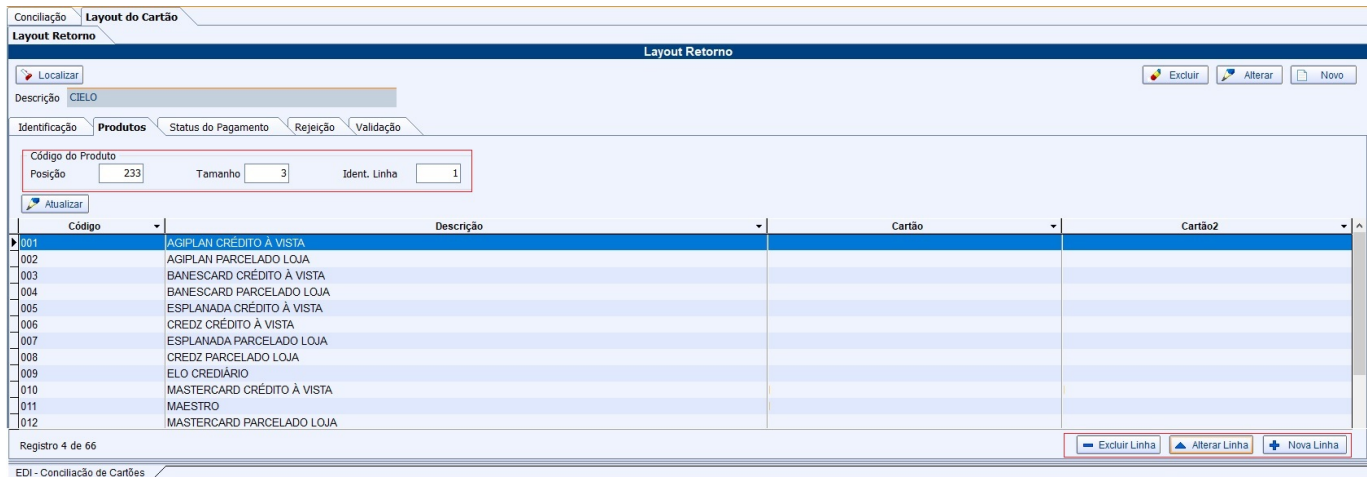 Conciliação Layout do Cartão
Layout Retorno
Layout Retorno
Localizar Excluir Alterar Novo
Descrição CIELO
Identificação Produtos Status do Pagamento Rejeição Validação
Código do Produto
Posição 233 Tamanho 3 Ident. Linha 1
Atualizar
Código Descrição Cartão Cartão2
001 AGIPLAN CRÉDITO À VISTA
002 AGIPLAN PARCELADO LOJA
003 BANESCARD CRÉDITO À VISTA
004 BANESCARD PARCELADO LOJA
005 ESPLANADA CRÉDITO À VISTA
006 CREDZ CRÉDITO À VISTA
007 ESPLANADA PARCELADO LOJA
008 CREDZ PARCELADO LOJA
009 ELO CREDIÁRIO
010 MASTERCARD CRÉDITO À VISTA
011 MAESTRO
012 MASTERCARD PARCELADO LOJA
Registro 4 de 66 Excluir Linha Alterar Linha Nova Linha
EDI - Conciliação de Cartões